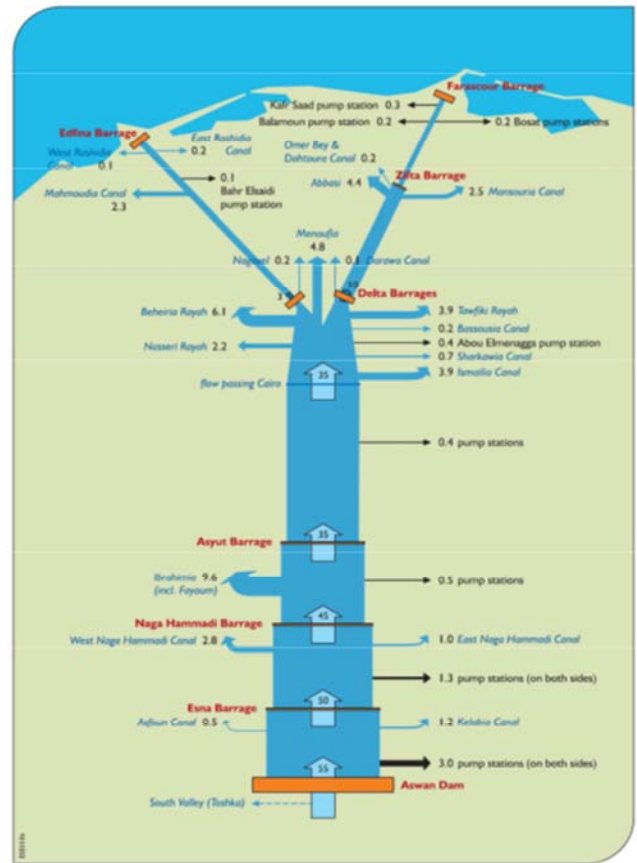 Farascour Barrage
Kafr Saad pump station 0.3
Balamoun pump station 0.2
0.2 Bosat pump stations
Edfina Barrage
East Rashidia
0.2 Canal
West Rashidia
Canal 0.1
Omer Bey &
Dahtoura Canal 0.2
Zifta Barrage
0.1
Bahr Elsaidi
pump station
Abbasi 4.4
2.5 Mansouria Canal
Mahmoudia Canal
2.3
Menoufia
4.8
0.2
0.1 Darawa Canal
3
10
Delta Barrages
Beheiria Rayah 6.1
3.9 Tawfiki Rayah
0.2 Bassousia Canal
0.4 Abou Elmenagga pump station
Nasseri Rayah 2.2
0.7 Sharkawia Canal
3.9 Ismailia Canal
35
flow passing Cairo
0.4 pump stations
35
Asyut Barrage
Ibrahimia 9.6
(incl. Fayoum)
0.5 pump stations
45
Naga Hammadi Barrage
West Naga Hammadi Canal 2.8
1.0 East Naga Hammadi Canal
1.3 pump stations (on both sides)
50
Esna Barrage
Asfoun Canal 0.5
1.2 Kelabia Canal
55
3.0 pump stations (on both sides)
Aswan Dam
South Valley (Toshka)